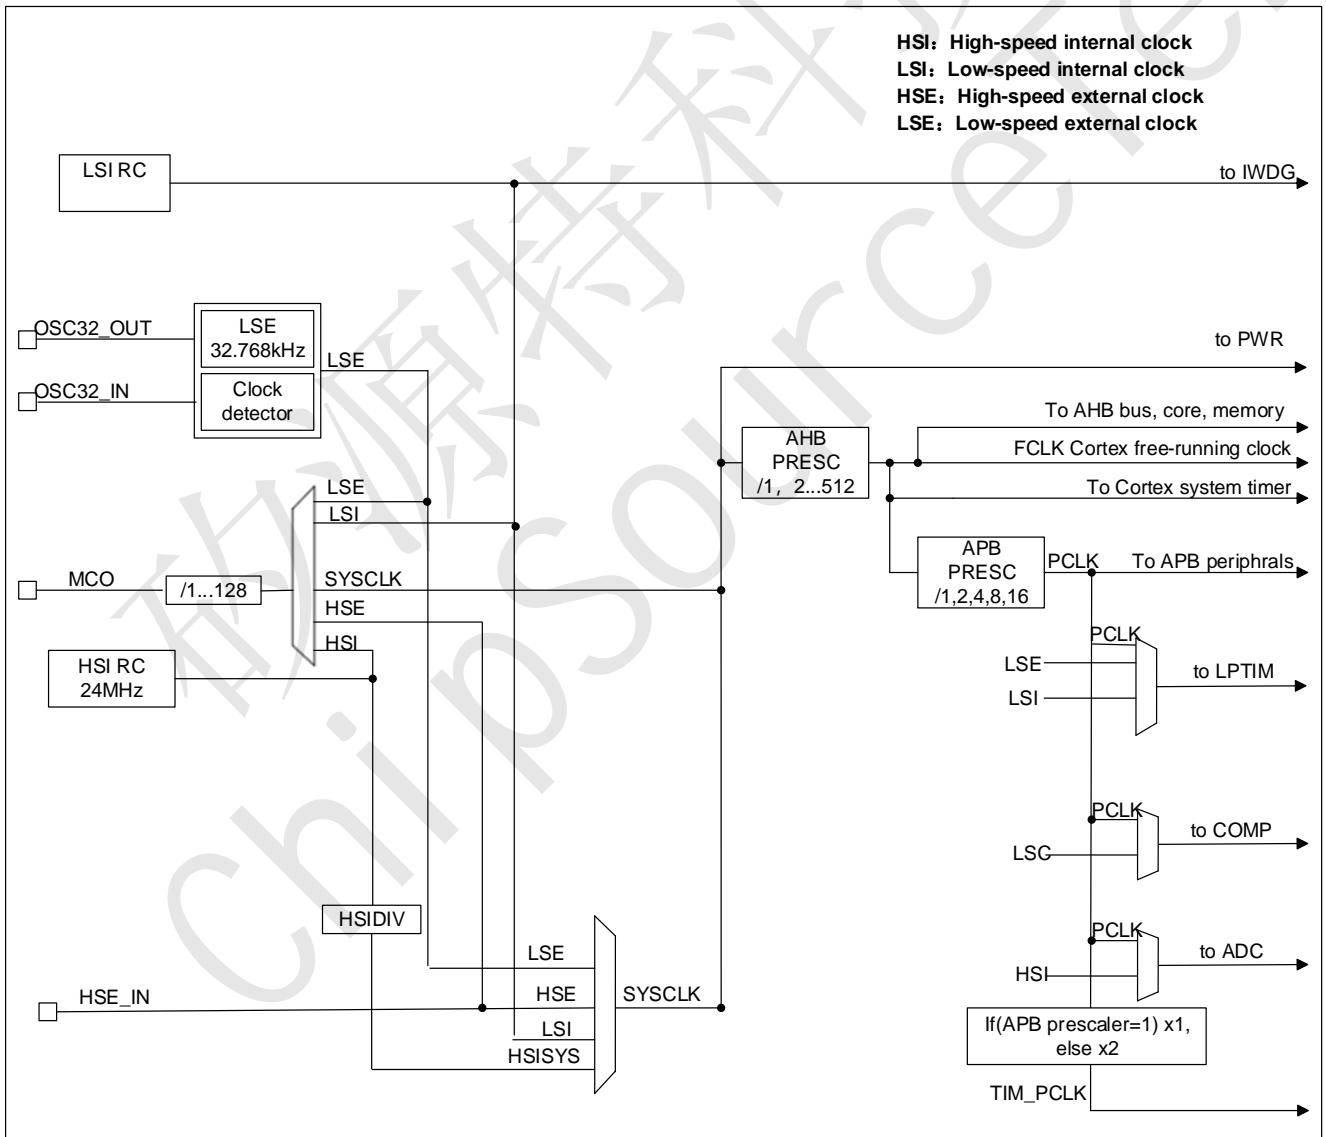 HSI：High-speed internal clock
LSI：Low-speed internal clock
HSE：High-speed external clock
LSE：Low-speed external clock
LSI RC
to IWDG
OSC32_OUT
LSE
32.768kHz
LSE
to PWR
OSC32_IN
Clock
detector
To AHB bus, core, memory
AHB
PRESC
/1，2...512
FCLK Cortex free-running clock
To Cortex system timer
LSE
LSI
APB
PRESC
/1,2,4,8,16
PCLK
To APB periphrals
MCO
/1...128
SYSCLK
HSE
HSI
HSI RC
24MHz
PCLK
LSE
LSI
to LPTIM
PCLK
LSC
to COMP
HSIDIV
PCLK
HSI
to ADC
LSE
HSE_IN
HSE
SYSCLK
LSI
HSISYS
If(APB prescaler=1) x1,
else x2
TIM_PCLK
矽源特科
ChipSourceTe